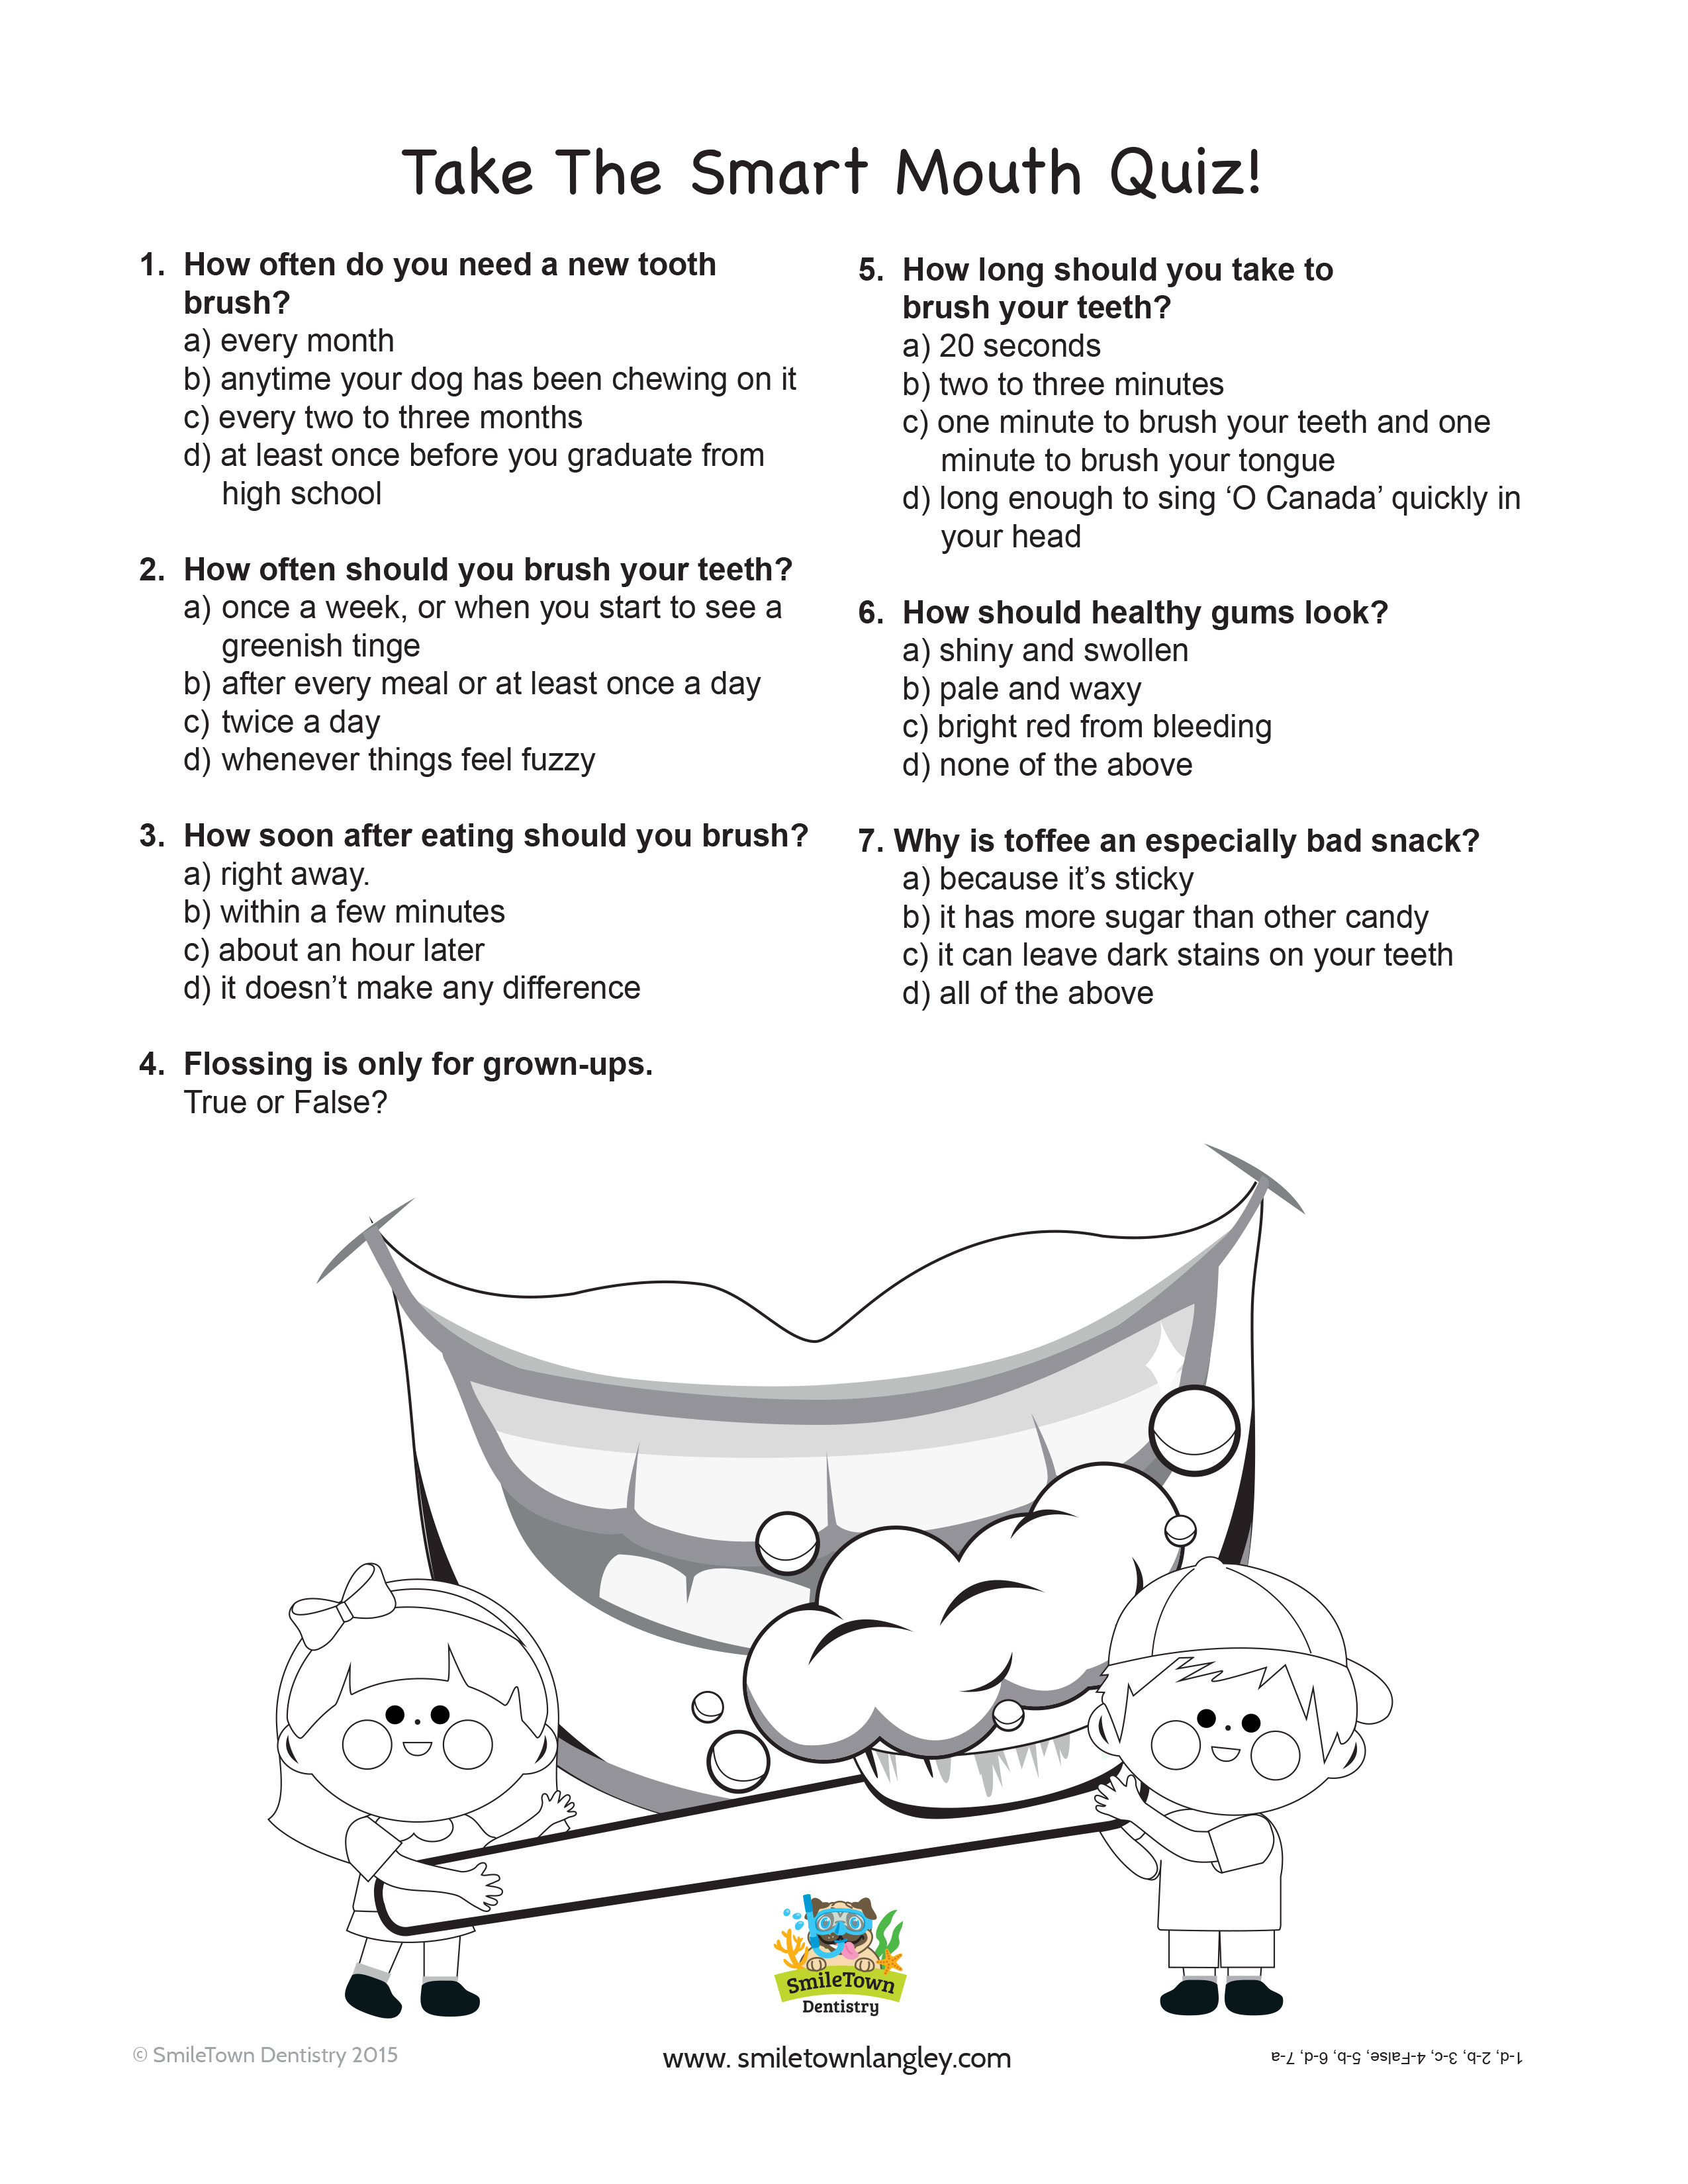 Take The Smart Mouth Quiz!
1. How often do you need a new tooth
brush?
a) every month
b) anytime your dog has been chewing on it
c) every two to three months
d) at least once before you graduate from
high school
2. How often should you brush your teeth?
a) once a week, or when you start to see a
greenish tinge
b) after every meal or at least once a day
c) twice a day
d) whenever things feel fuzzy
3. How soon after eating should you brush?
a) right away.
b) within a few minutes
c) about an hour later
d) it doesn’t make any difference
4. Flossing is only for grown-ups.
True or False?
5. How long should you take to
brush your teeth?
a) 20 seconds
b) two to three minutes
c) one minute to brush your teeth and one
minute to brush your tongue
d) long enough to sing ‘O Canada’ quickly in
your head
6. How should healthy gums look?
a) shiny and swollen
b) pale and waxy
c) bright red from bleeding
d) none of the above
7. Why is toffee an especially bad snack?
a) because it’s sticky
b) it has more sugar than other candy
c) it can leave dark stains on your teeth
d) all of the above
SmileTown
Dentistry
© SmileTown Dentistry 2015
www. smiletownlangley.com
1-d, 2-b, 3-c, 4-False, 5-b, 6-d, 7-a